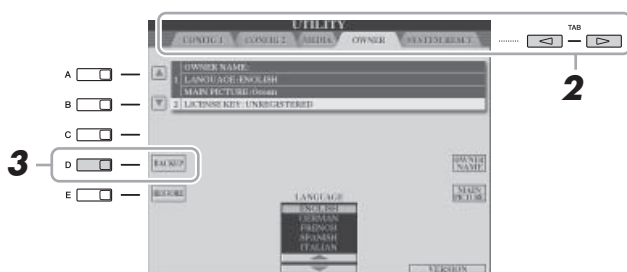 UTILITY
CONFIG 1 CONFIG 2 MEDIA OWNER SYSTEM RESET
TAB
2
A
B
C
3 D
E
OWNER NAME:
1 LANGUAGE:ENGLISH
MAIN PICTURE:Ocean
2 LICENSE KEY: UNREGISTERED
BACKUP
RESTORE
OWNER NAME
MAIN PICTURE
LANGUAGE
ENGLISH
GERMAN
FRENCH
SPANISH
ITALIAN
VERSION